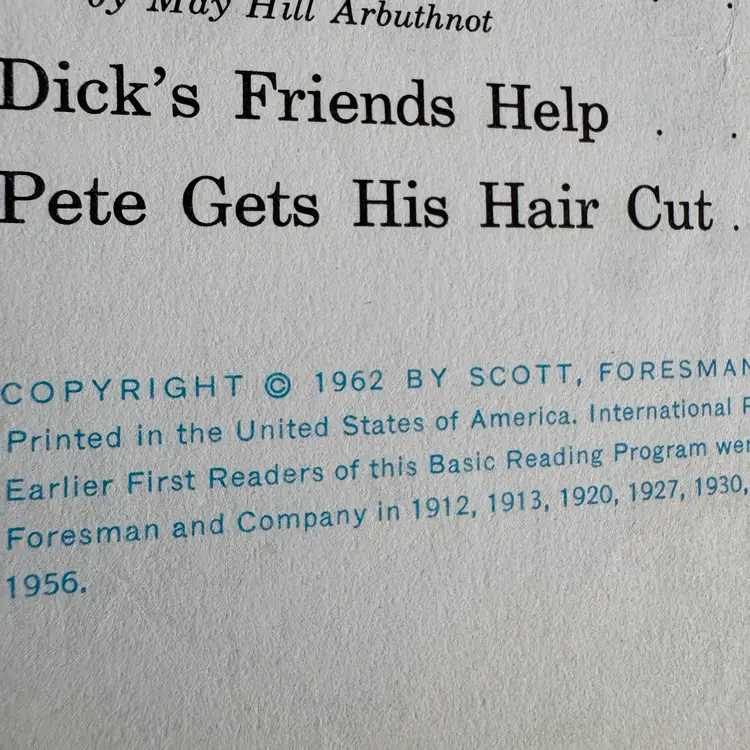 by May Hill Arbuthnot
Dick's Friends Help . .
Pete Gets His Hair Cut .
COPYRIGHT © 1962 BY SCOTT, FORESMAN
Printed in the United States of America. International
Earlier First Readers of this Basic Reading Program
Foresman and Company in 1912, 1913, 1920, 1927, 1930,
1956.